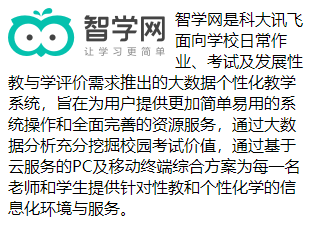 智学网
让学习更简单
智学网是科大讯飞
面向学校日常作
业、考试及发展性
教与学评价需求推出的大数据个性化教学
系统，旨在为用户提供更加简单易用的系
统操作和全面完善的资源服务，通过大数
据分析充分挖掘校园考试价值，通过基于
云服务的PC及移动终端综合方案为每一名
老师和学生提供针对性教和个性化学的信
息化环境与服务。